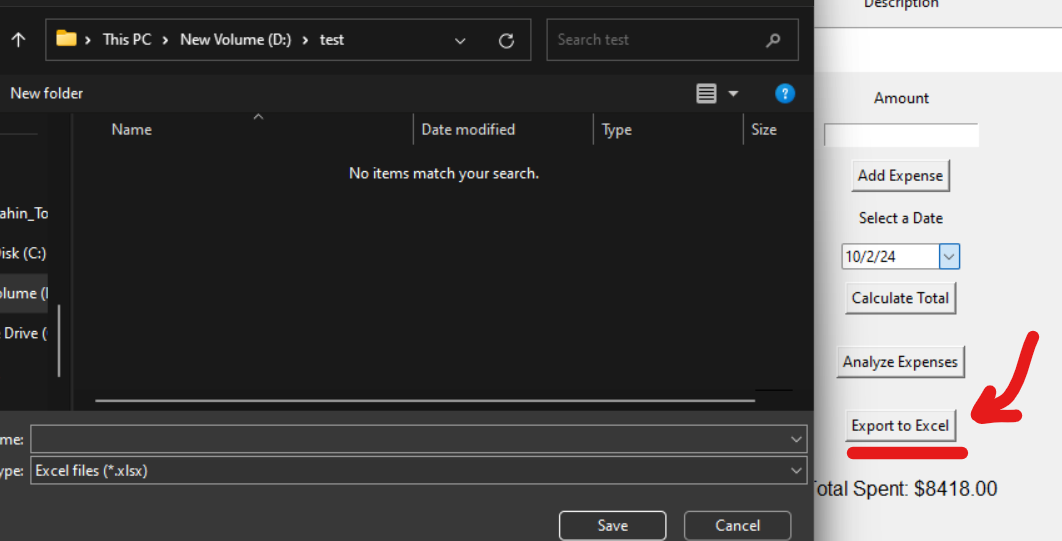 Description
This PC > New Volume (D:) > test
Search test
New folder
?
Name
Date modified
Type
Size
No items match your search.
ahin_To
isk (C:)
olume (
Drive (
me:
ype: Excel files (*.xlsx)
Save
Cancel
Amount
Add Expense
Select a Date
10/2/24
Calculate Total
Analyze Expenses
Export to Excel
otal Spent: $8418.00